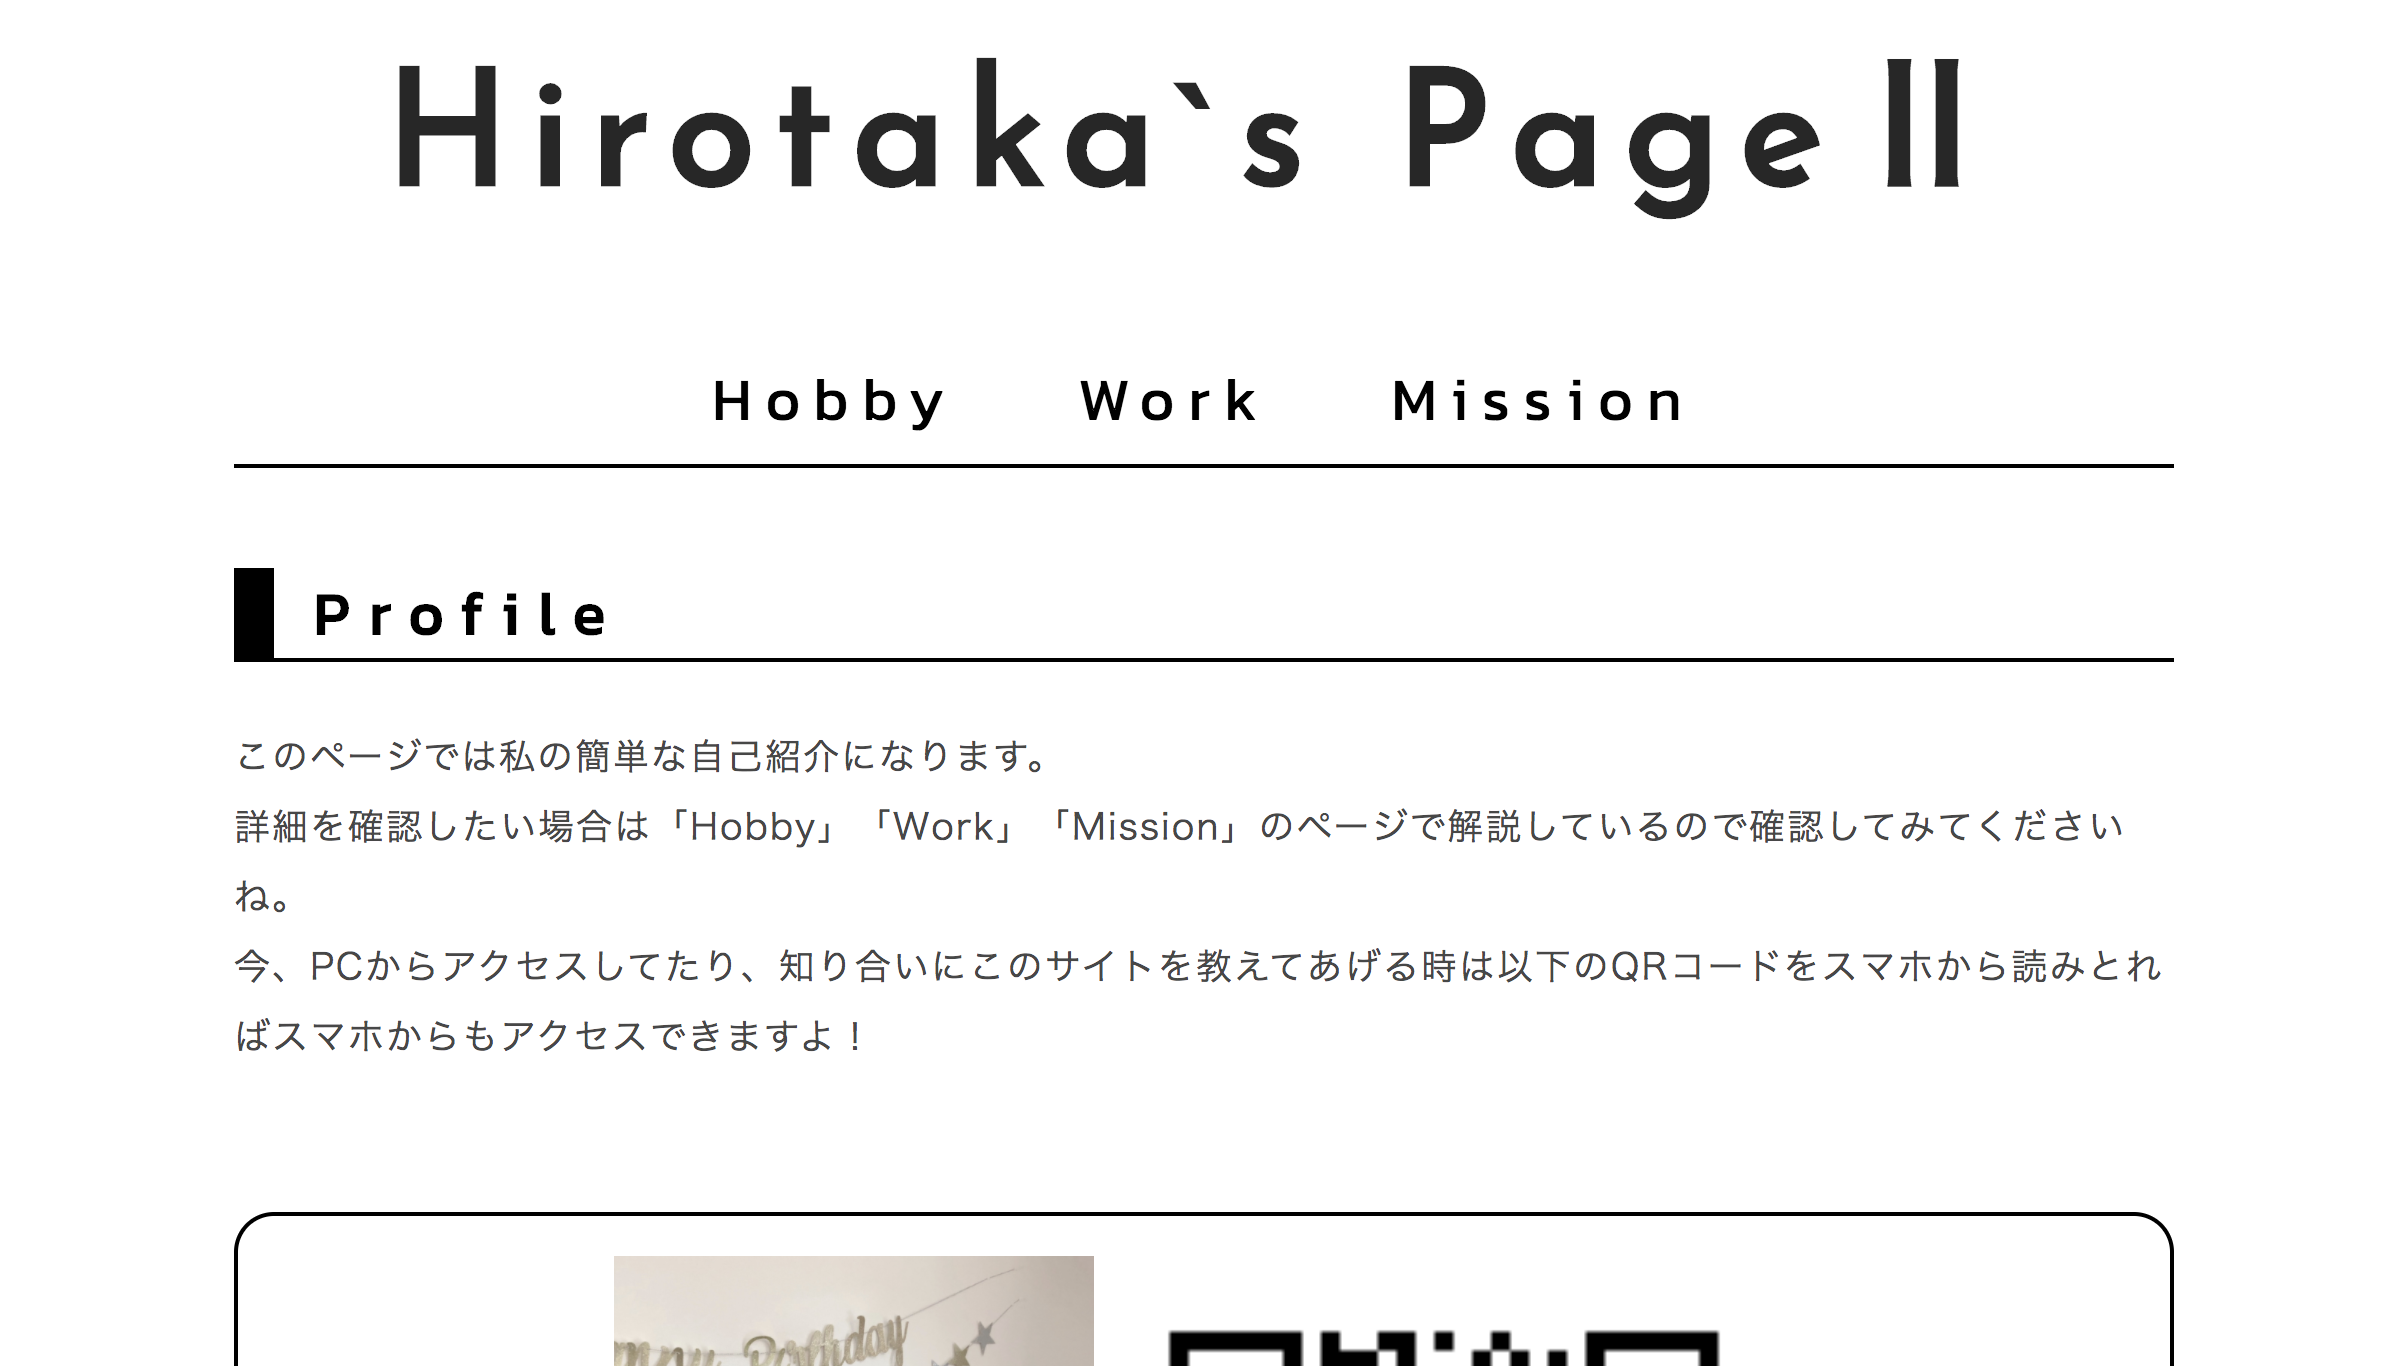 Hirotaka`s Page Ⅱ
Hobby Work Mission
Profile
このページでは私の簡単な自己紹介になります。
詳細を確認したい場合は「Hobby」「Work」「Mission」のページで解説しているので確認してみてください
ね。
今、PCからアクセスしてたり、知り合いにこのサイトを教えてあげる時は以下のQRコードをスマホから読みとれ
ばスマホからもアクセスできますよ！
Birthday